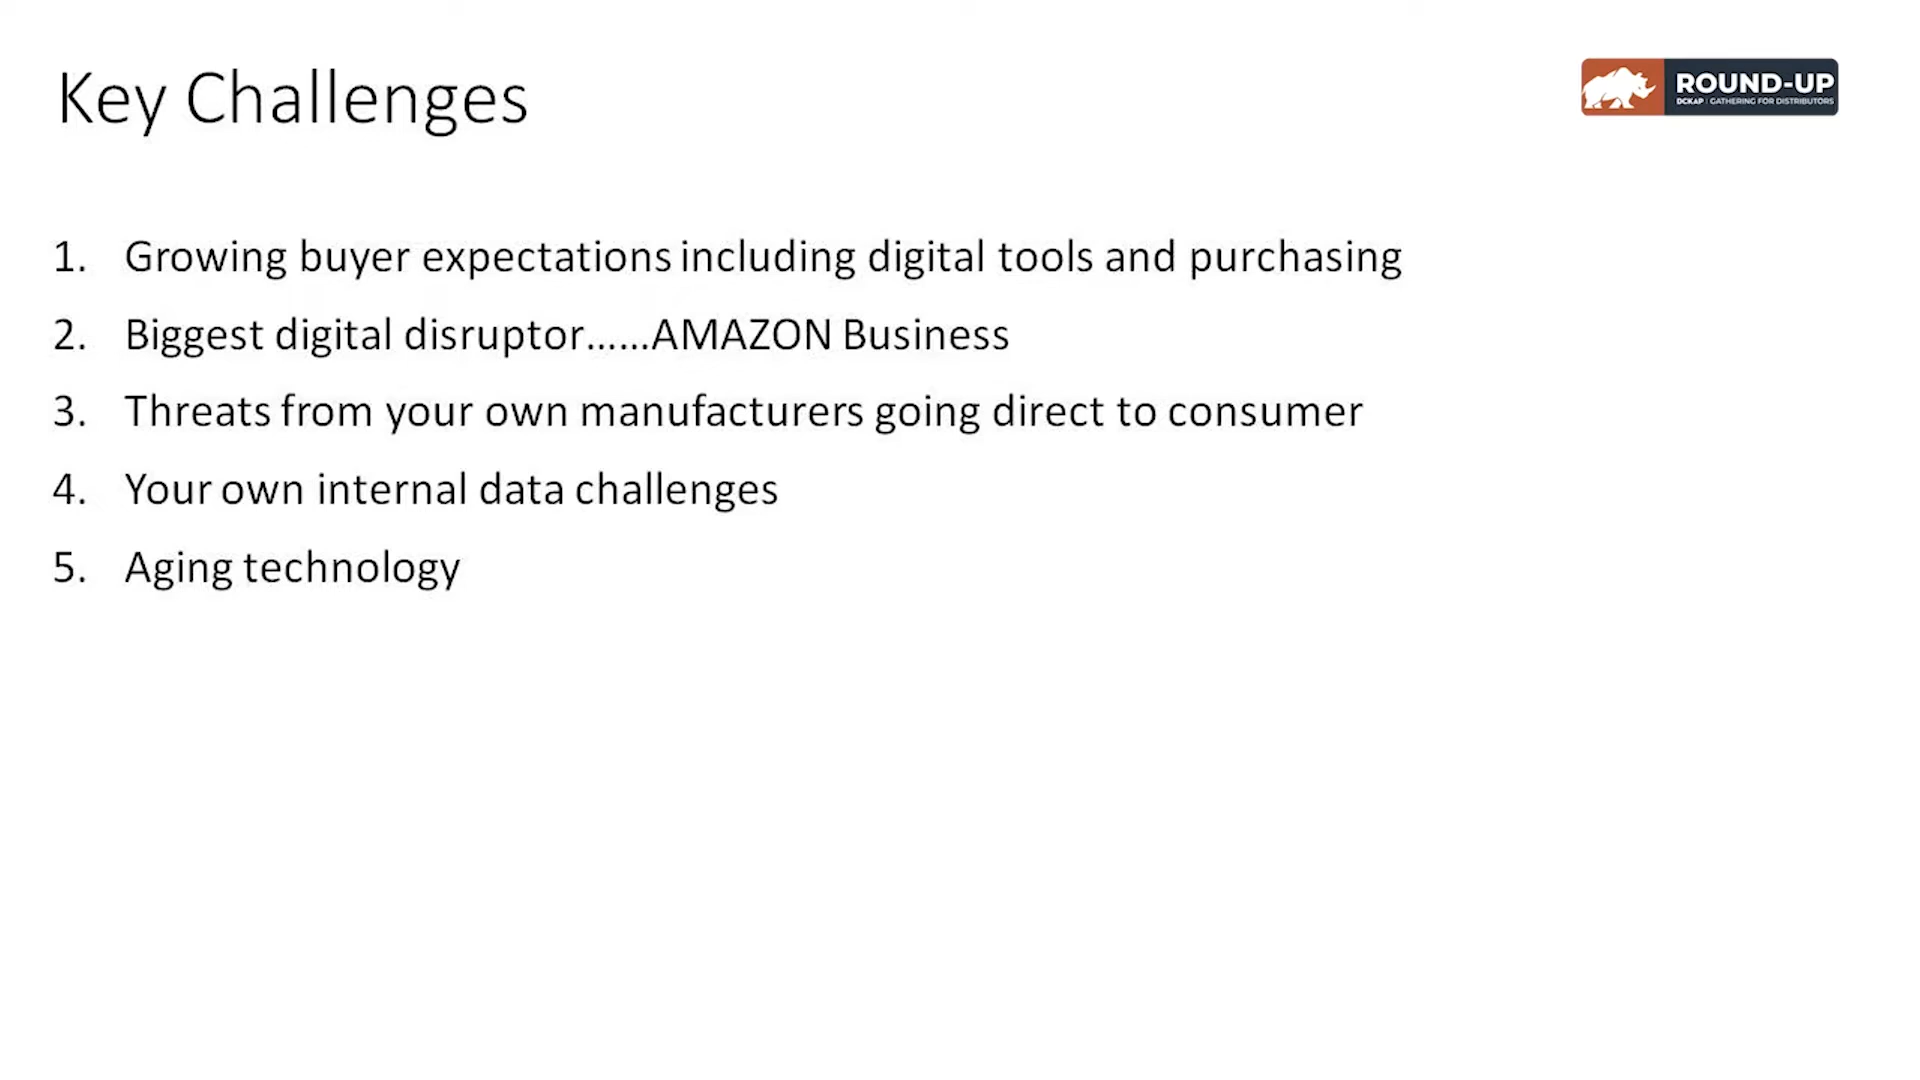 Key Challenges
ROUND-UP
DCKAP | GATHERING FOR DISTRIBUTORS
1. Growing buyer expectations including digital tools and purchasing
2. Biggest digital disruptor……AMAZON Business
3. Threats from your own manufacturers going direct to consumer
4. Your own internal data challenges
5. Aging technology